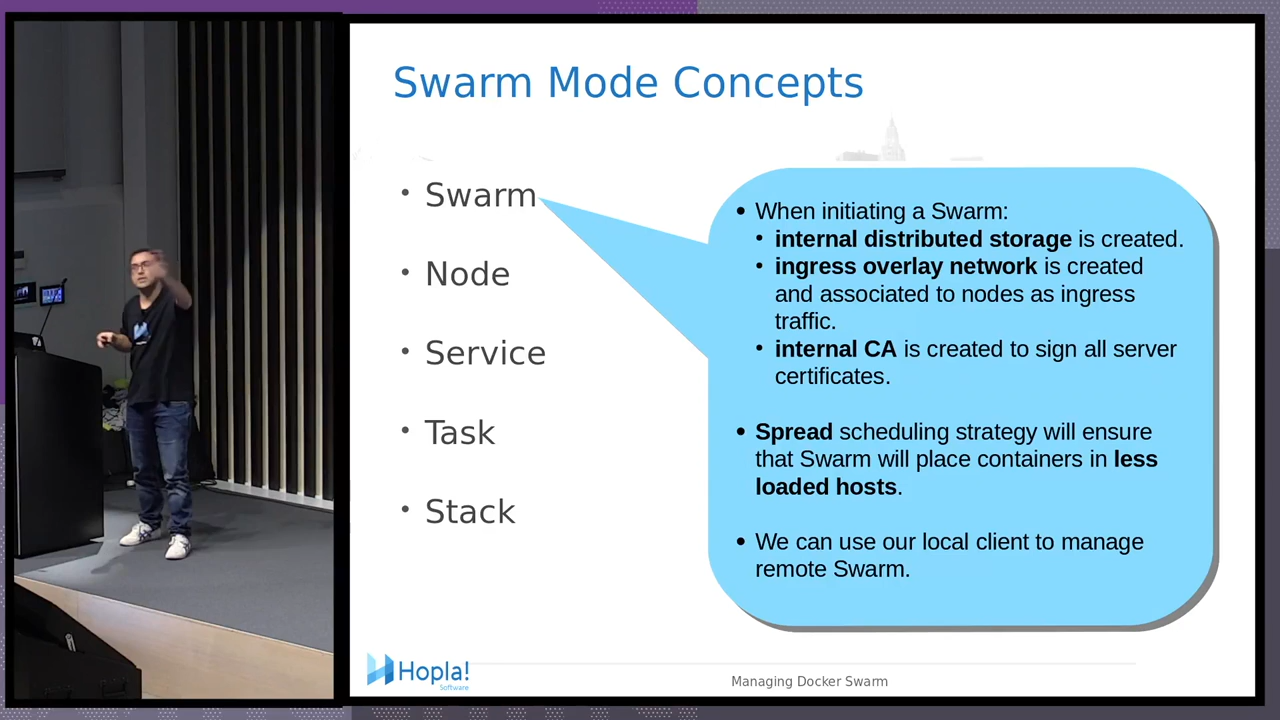 Swarm Mode Concepts
• Swarm
• Node
• Service
• Task
• Stack
• When initiating a Swarm:
• internal distributed storage is created.
• ingress overlay network is created
and associated to nodes as ingress
traffic.
• internal CA is created to sign all server
certificates.
• Spread scheduling strategy will ensure
that Swarm will place containers in less
loaded hosts.
• We can use our local client to manage
remote Swarm.
Hopla!
Software
Managing Docker Swarm